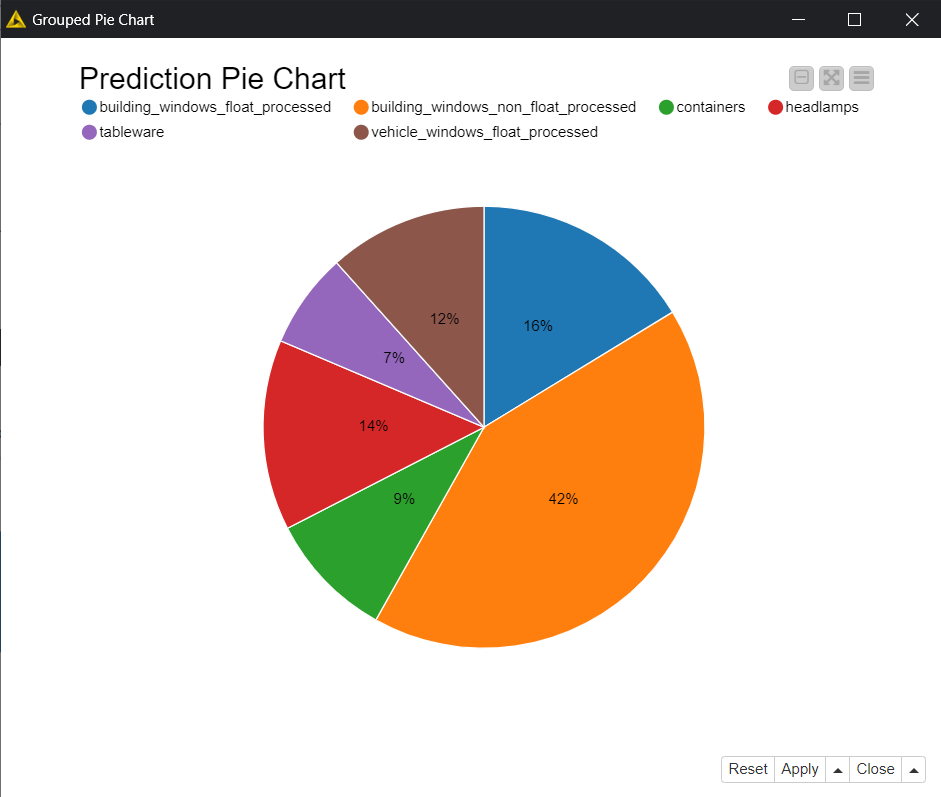 Grouped Pie Chart
Prediction Pie Chart
building_windows_float_processed building_windows_non_float_processed containers headlamps
tableware vehicle_windows_float_processed
12% 16%
7%
14%
9% 42%
Reset Apply Close